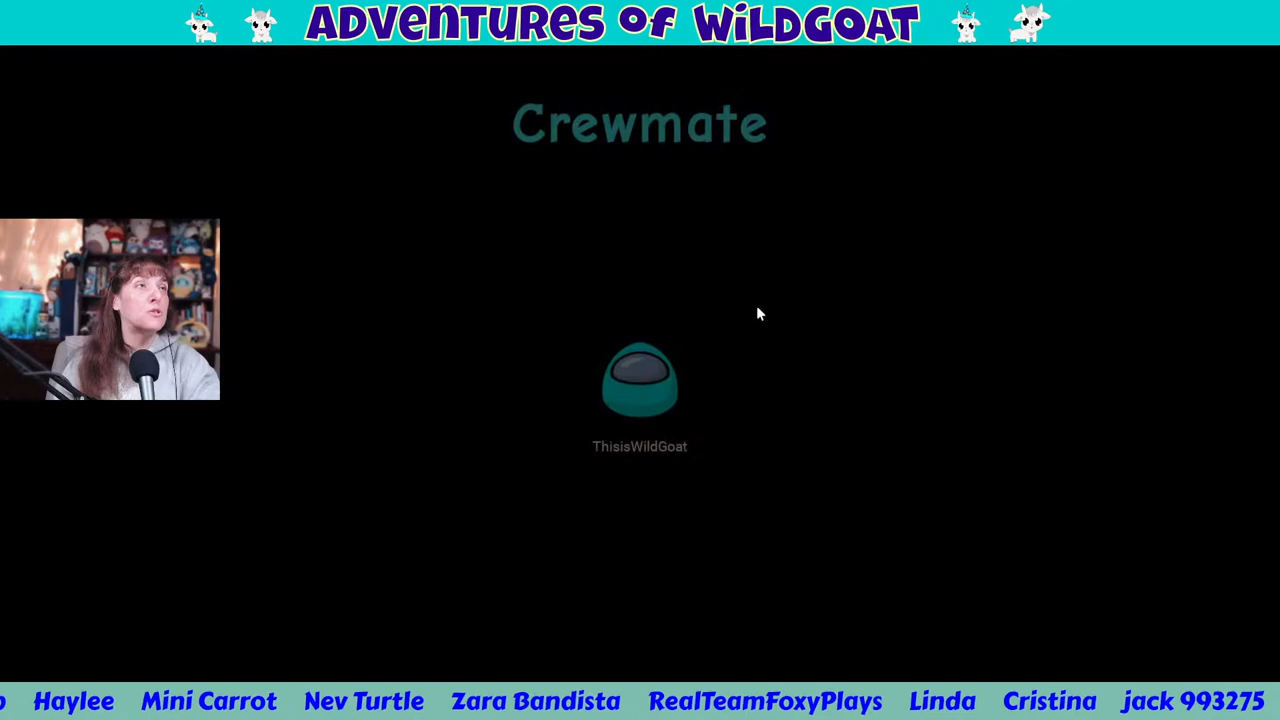 ADVENTURES OF WILDGOAT
Crewmate
ThisisWildGoat
Haylee Mini Carrot Nev Turtle Zara Bandista RealTeamFoxyPlays Linda Cristina jack 993275